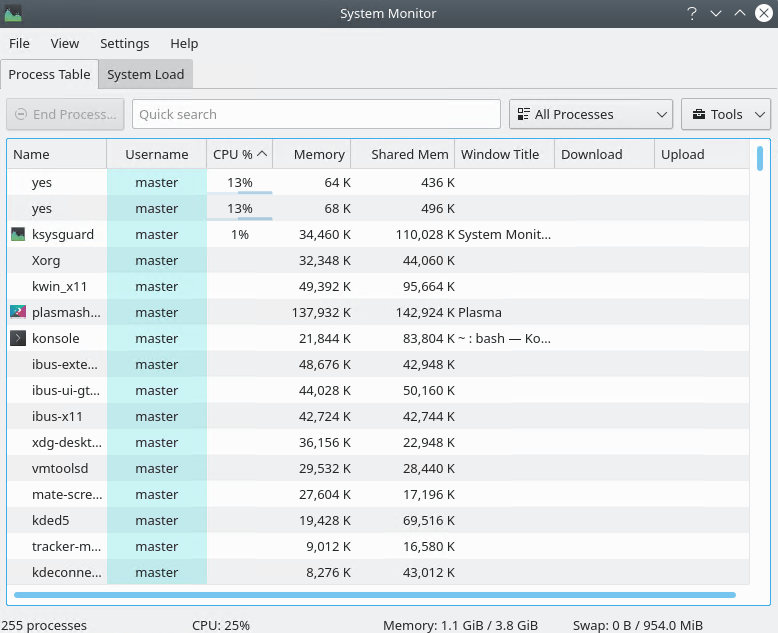 System Monitor
File View Settings Help
Process Table System Load
End Process... Quick search All Processes Tools
Name Username CPU % Memory Shared Mem Window Title Download Upload
yes master 13% 64 K 436 K
yes master 13% 68 K 496 K
ksysguard master 1% 34,460 K 110,028 K System Monit...
Xorg master 32,348 K 44,060 K
kwin_x11 master 49,392 K 95,664 K
plasmash... master 137,932 K 142,924 K Plasma
konsole master 21,844 K 83,804 K ~ : bash — Ko...
ibus-exte... master 48,676 K 42,948 K
ibus-ui-gt... master 44,028 K 50,160 K
ibus-x11 master 42,724 K 42,744 K
xdg-deskt... master 36,156 K 22,948 K
vmtoolsd master 29,532 K 28,440 K
mate-scre... master 27,604 K 17,196 K
kded5 master 19,428 K 69,516 K
tracker-m... master 9,012 K 16,580 K
kdeconne... master 8,276 K 43,012 K
255 processes CPU: 25% Memory: 1.1 GiB / 3.8 GiB Swap: 0 B / 954.0 MiB